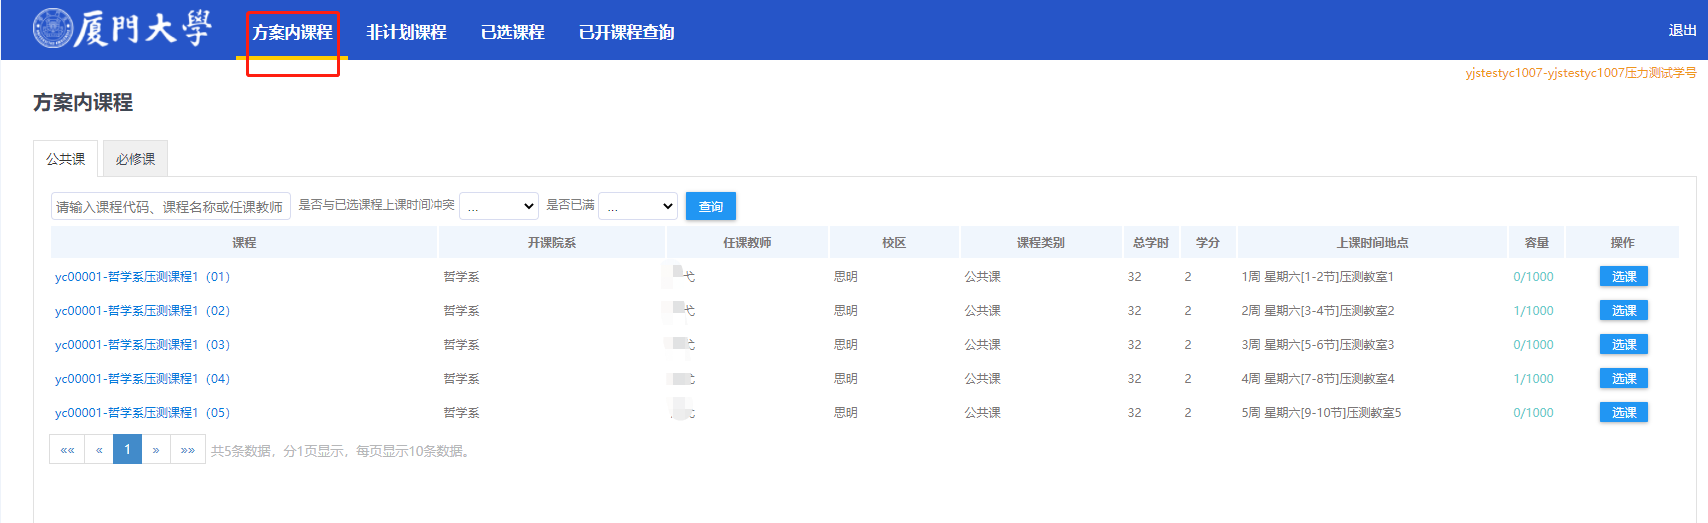 厦門大學 方案内课程 非计划课程 已选课程 已开课程查询 退出
yjstestyc1007-yjstestyc1007压力测试学号
方案内课程
公共课 必修课
请输入课程代码、课程名称或任课教师 是否与已选课程上课时间冲突 ... 是否已满 ... 查询
课程 开课院系 任课教师 校区 课程类别 总学时 学分 上课时间地点 容量 操作
yc00001-哲学系压测课程1（01） 哲学系 弋 思明 公共课 32 2 1周 星期六[1-2节]压测教室1 0/1000 选课
yc00001-哲学系压测课程1（02） 哲学系 弋 思明 公共课 32 2 2周 星期六[3-4节]压测教室2 1/1000 选课
yc00001-哲学系压测课程1（03） 哲学系 思明 公共课 32 2 3周 星期六[5-6节]压测教室3 0/1000 选课
yc00001-哲学系压测课程1（04） 哲学系 思明 公共课 32 2 4周 星期六[7-8节]压测教室4 1/1000 选课
yc00001-哲学系压测课程1（05） 哲学系 思明 公共课 32 2 5周 星期六[9-10节]压测教室5 0/1000 选课
«« « 1 » »» 共5条数据，分1页显示，每页显示10条数据。